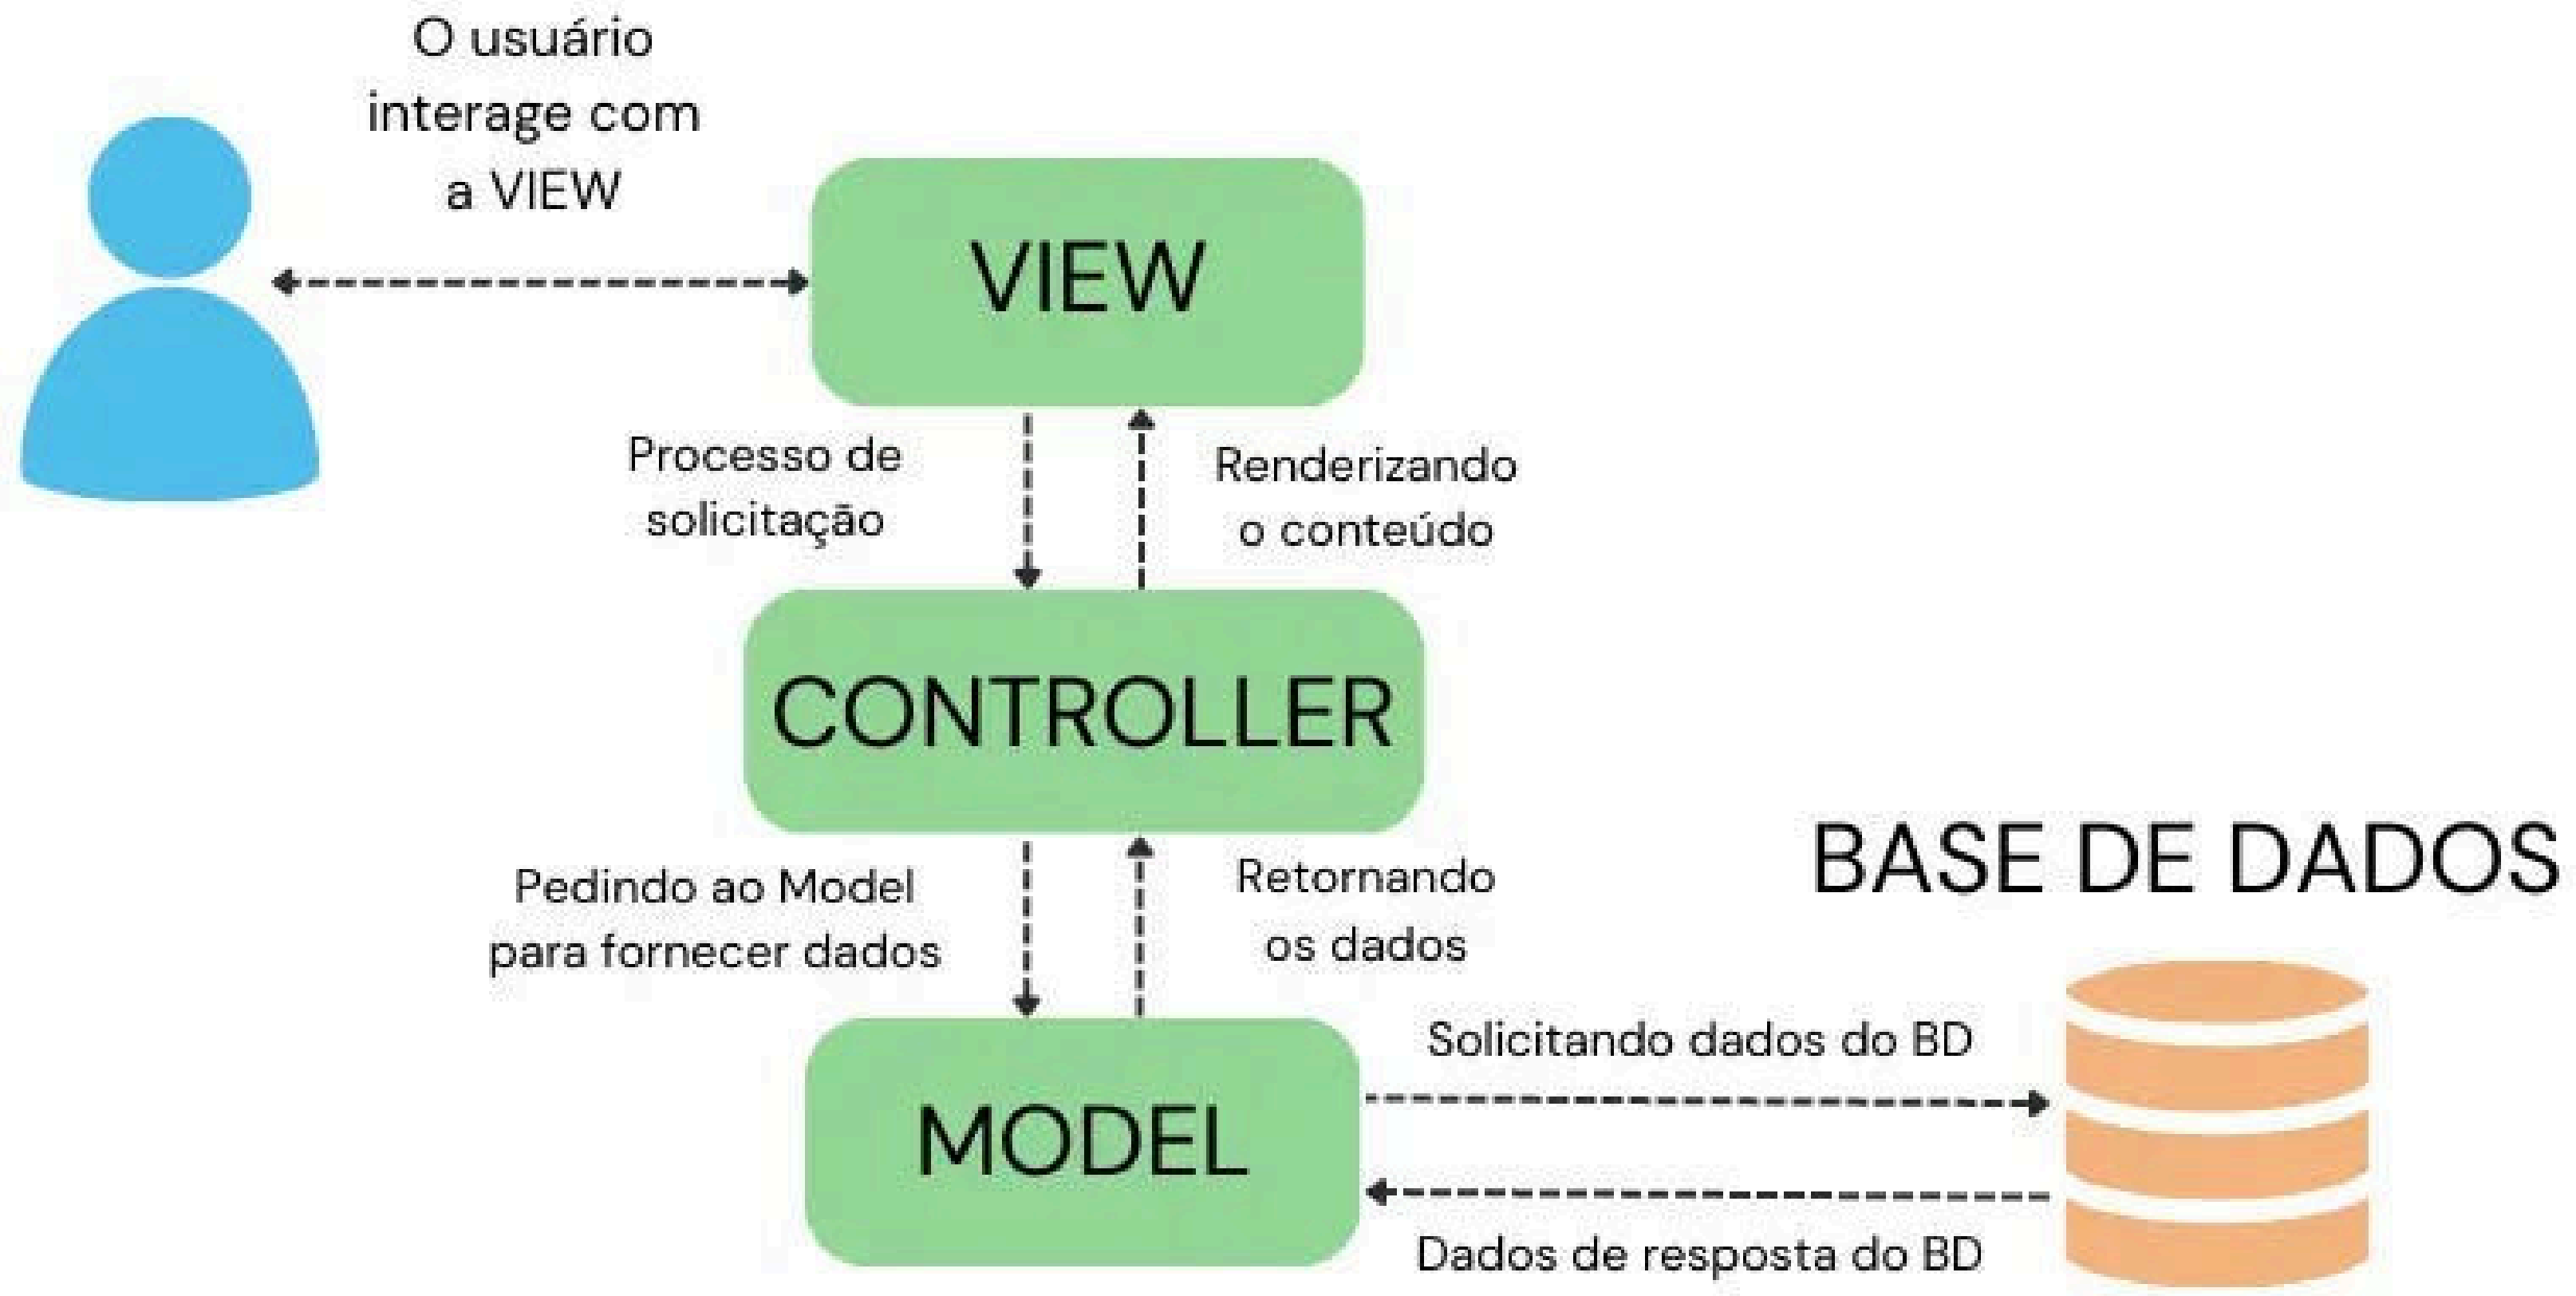 O usuário
interage com
a VIEW
VIEW
Processo de
solicitação
Renderizando
o conteúdo
CONTROLLER
Pedindo ao Model
para fornecer dados
Retornando
os dados
BASE DE DADOS
MODEL
Solicitando dados do BD
Dados de resposta do BD